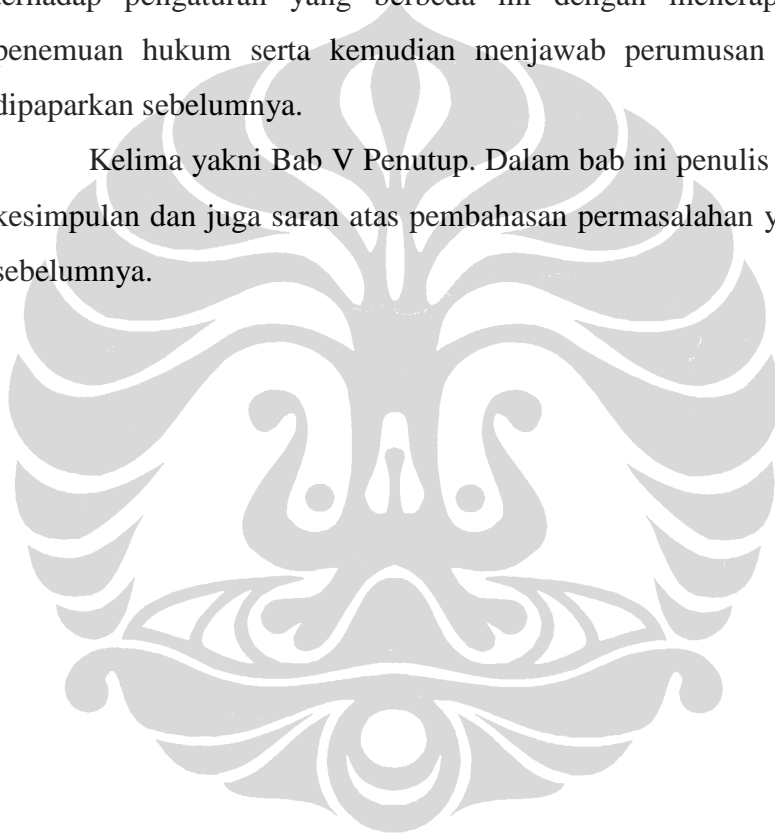 terhadap pengaturan yang berbeda ini dengan menerap
penemuan hukum serta kemudian menjawab perumusan
dipaparkan sebelumnya.
Kelima yakni Bab V Penutup. Dalam bab ini penulis
kesimpulan dan juga saran atas pembahasan permasalahan y
sebelumnya.